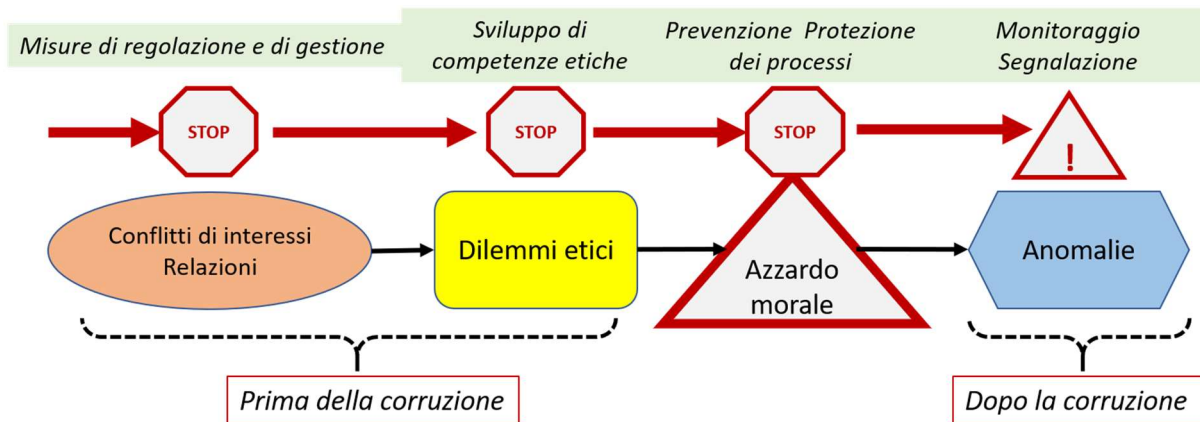 Misure di regolazione e di gestione
Sviluppo di
competenze etiche
Prevenzione Protezione
dei processi
Monitoraggio
Segnalazione
STOP
STOP
STOP
!
Conflitti di interessi
Relazioni
Dilemmi etici
Azzardo
morale
Anomalie
Prima della corruzione
Dopo la corruzione